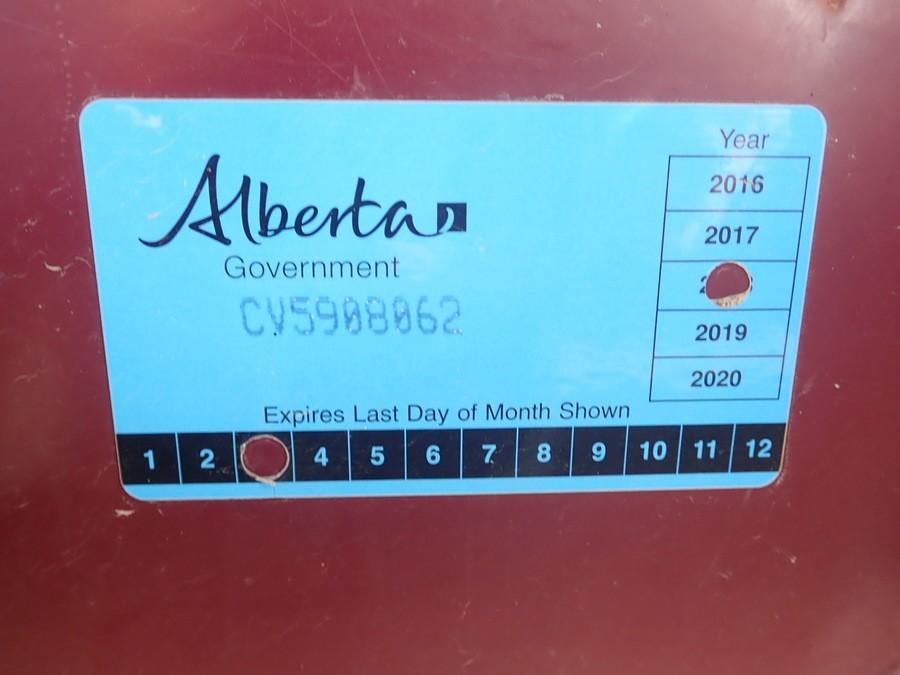 Alberta
Government
CV5908062
Year
2016
2017
2019
2020
Expires Last Day of Month Shown
1 2 4 5 6 7 8 9 10 11 12